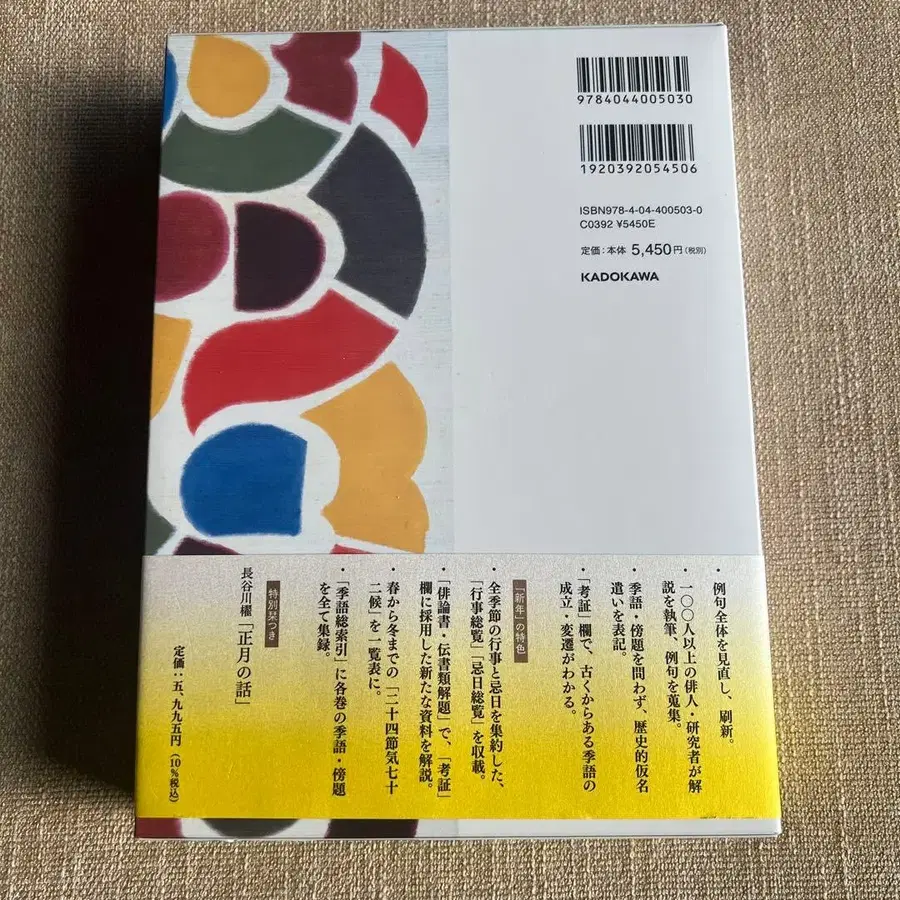 9784044005030
1920392054506
ISBN978-4-04-400503-0
C0392 ¥5450E
定価：本体 5,450円（税別）
KADOKAWA
・例句全体を見直し、刷新。
・一〇〇人以上の俳人・研究者が解
説を執筆、例句を蒐集。
・季語・傍題を問わず、歴史的仮名
遣いを表記。
・「考証」欄で、古くからある季語の
成立・変遷がわかる。
「新年」の特色
・全季節の行事と忌日を集約した、
「行事総覧」「忌日総覧」を収載。
・「俳論書・伝書類解題」で、「考証」
欄に採用した新たな資料を解説。
・春から冬までの「二十四節気七十
二候」を一覧表に。
・「季語総索引」に各巻の季語・傍題
を全て集録。
特別栞つき
長谷川櫂「正月の話」
定価：五、九九五円（10％税込）